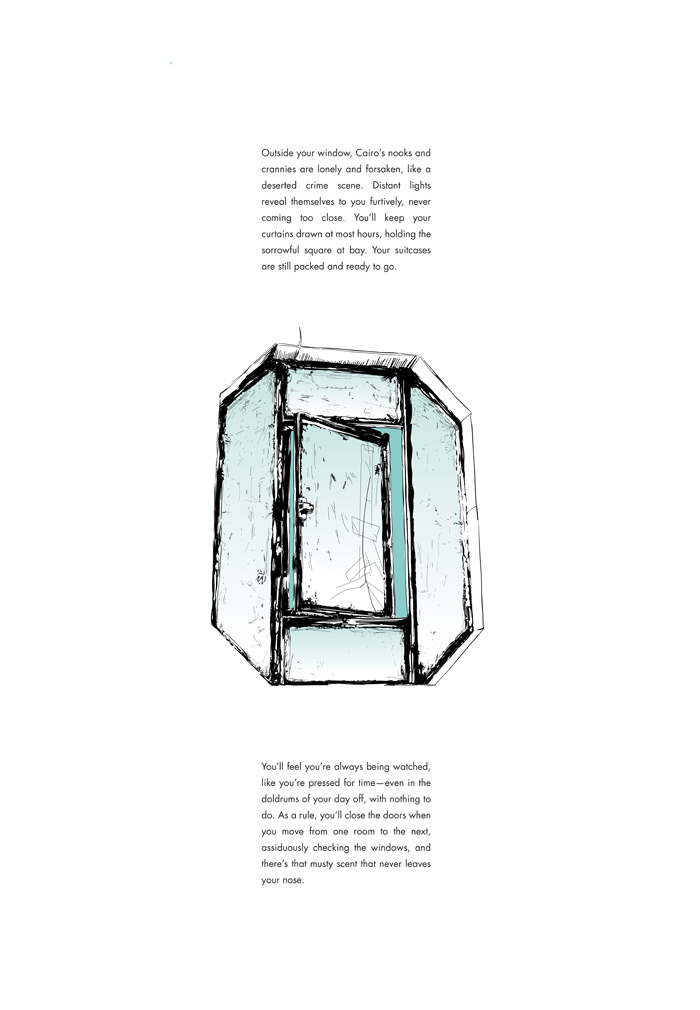 Outside your window, Cairo's nooks and
crannies are lonely and forsaken, like a
deserted crime scene. Distant lights
reveal themselves to you furtively, never
coming too close. You'll keep your
curtains drawn at most hours, holding the
sorrowful square at bay. Your suitcases
are still packed and ready to go.
You'll feel you're always being watched,
like you're pressed for time—even in the
doldrums of your day off, with nothing to
do. As a rule, you'll close the doors when
you move from one room to the next,
assiduously checking the windows, and
there's that musty scent that never leaves
your nose.